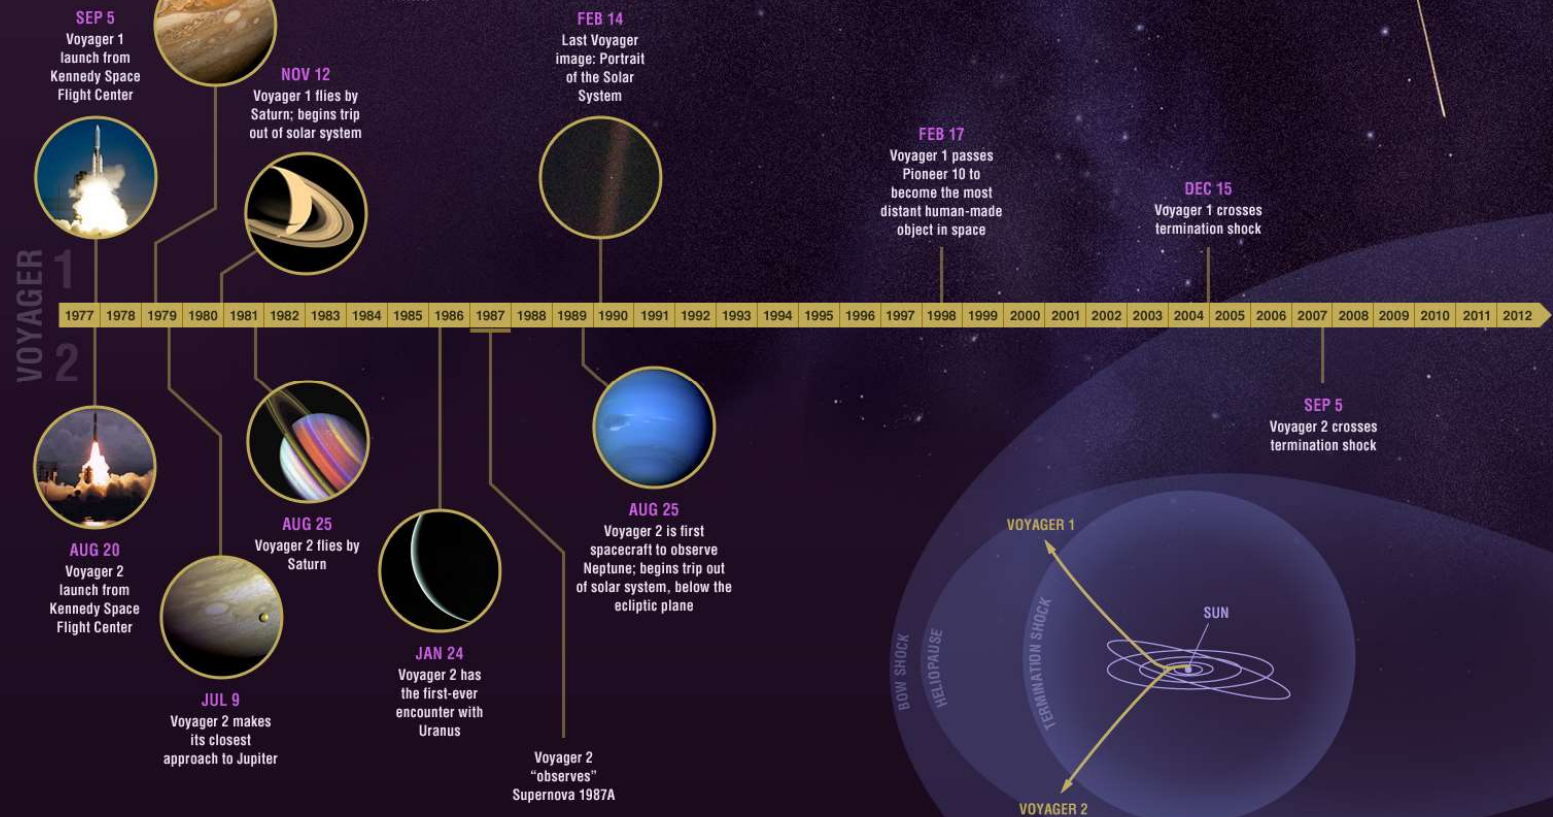 SEP 5
Voyager 1
launch from
Kennedy Space
Flight Center
NOV 12
Voyager 1 flies by
Saturn; begins trip
out of solar system
FEB 14
Last Voyager
image: Portrait
of the Solar
System
FEB 17
Voyager 1 passes
Pioneer 10 to
become the most
distant human-made
object in space
DEC 15
Voyager 1 crosses
termination shock
VOYAGER
1
2
1977 1978 1979 1980 1981 1982 1983 1984 1985 1986 1987 1988 1989 1990 1991 1992 1993 1994 1995 1996 1997 1998 1999 2000 2001 2002 2003 2004 2005 2006 2007 2008 2009 2010 2011 2012
AUG 20
Voyager 2
launch from
Kennedy Space
Flight Center
JUL 9
Voyager 2 makes
its closest
approach to Jupiter
AUG 25
Voyager 2 flies by
Saturn
JAN 24
Voyager 2 has
the first-ever
encounter with
Uranus
Voyager 2
“observes”
Supernova 1987A
AUG 25
Voyager 2 is first
spacecraft to observe
Neptune; begins trip out
of solar system, below the
ecliptic plane
SEP 5
Voyager 2 crosses
termination shock
VOYAGER 1
SUN
BOW SHOCK
HELIOPAUSE
TERMINATION SHOCK
VOYAGER 2